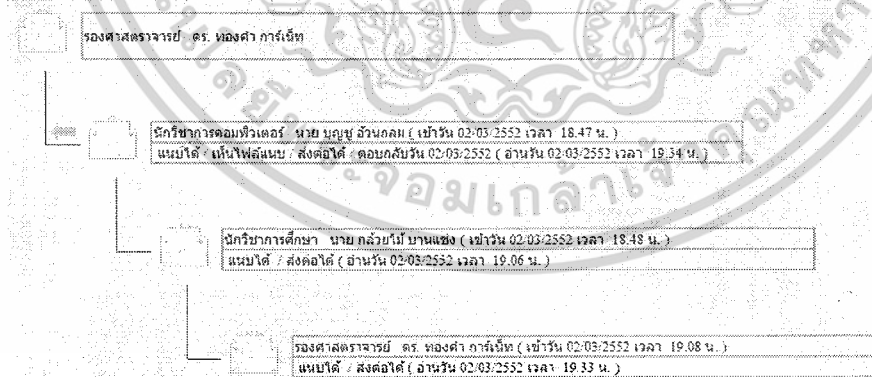 รองศาสตราจารย์ ดร. ทองคำ การ์เน็ท
นักวิชาการคอมพิวเตอร์ นาย บุญชู อ้วนกลม ( เข้าวัน 02/03/2552 เวลา 18.47 น. )
แนบได้ / เห็นไฟล์แนบ / ส่งต่อได้ / ตอบกลับวัน 02/03/2552 ( อ่านวัน 02/03/2552 เวลา 19.34 น. )
นักวิชาการศึกษา นาย กล้วยไม้ บานแซ่ง ( เข้าวัน 02/03/2552 เวลา 18.48 น. )
แนบได้ / ส่งต่อได้ ( อ่านวัน 02/03/2552 เวลา 19.06 น. )
รองศาสตราจารย์ ดร. ทองคำ การ์เน็ท ( เข้าวัน 02/03/2552 เวลา 19.08 น. )
แนบได้ / ส่งต่อได้ ( อ่านวัน 02/03/2552 เวลา 19.33 น. )